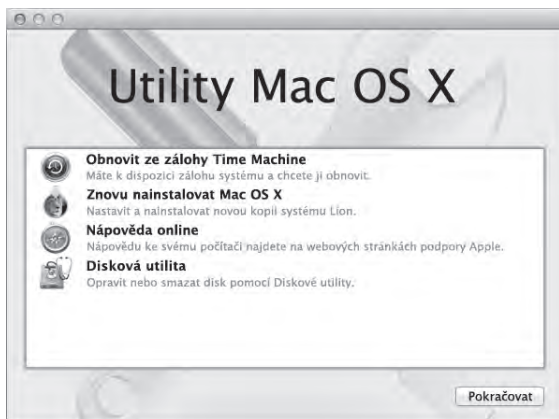 Utility Mac OS X
Obnovit ze zálohy Time Machine
Máte k dispozici zálohu systému a chcete ji obnovit.
Znovu nainstalovat Mac OS X
Nastavit a nainstalovat novou kopii systému Lion.
Nápověda online
Nápovědu ke svému počítači najdete na webových stránkách podpory Apple.
Disková utilita
Opravit nebo smazat disk pomocí Diskové utility.
Pokračovat